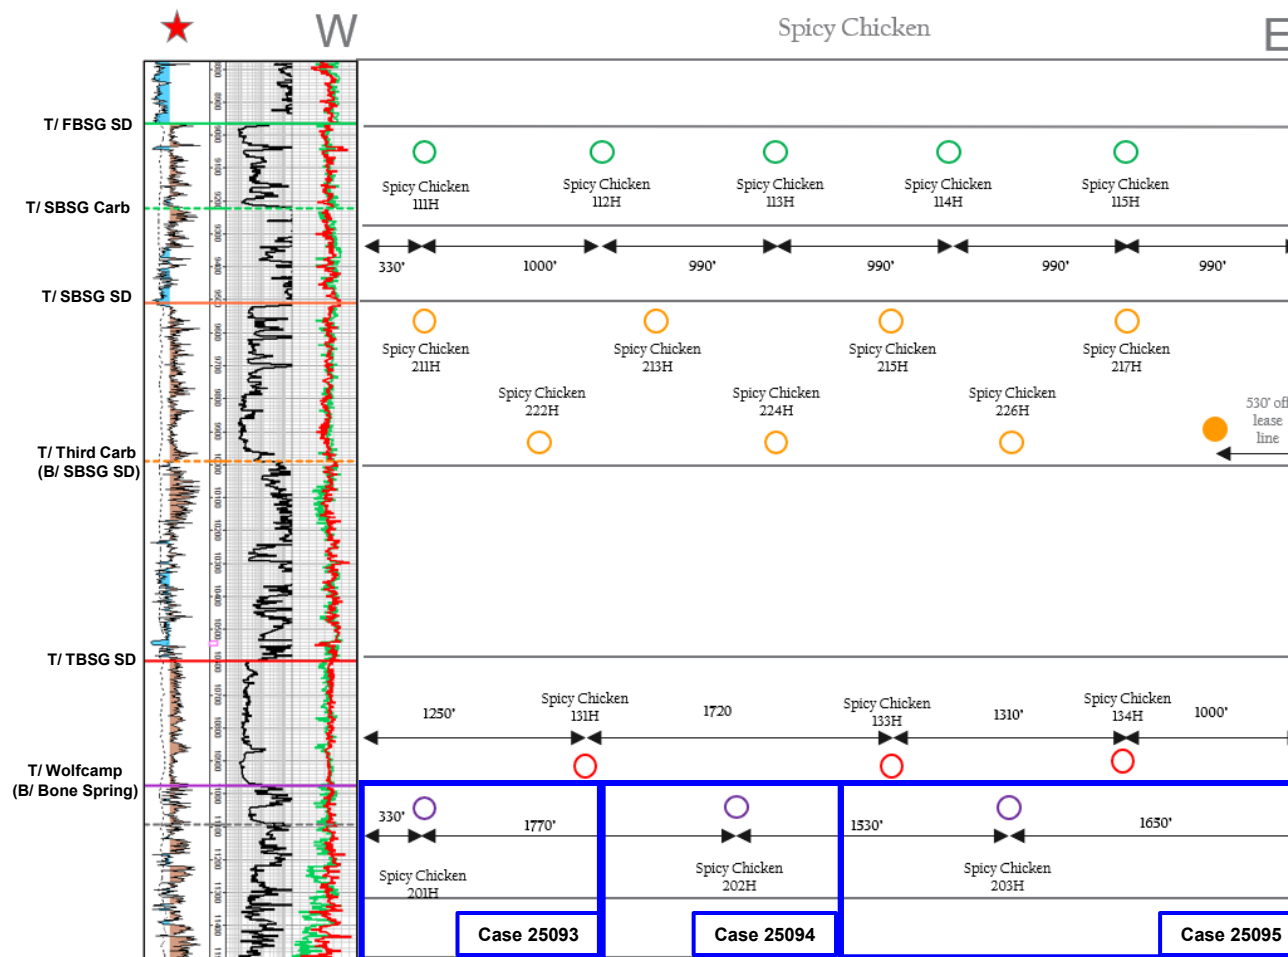 W
Spicy Chicken
E
T/ FBSG SD
Spicy Chicken
111H
Spicy Chicken
112H
Spicy Chicken
113H
Spicy Chicken
114H
Spicy Chicken
115H
T/ SBSG Carb
330'
1000'
990'
990'
990'
990'
T/ SBSG SD
Spicy Chicken
211H
Spicy Chicken
213H
Spicy Chicken
215H
Spicy Chicken
217H
Spicy Chicken
222H
Spicy Chicken
224H
Spicy Chicken
226H
530' off
lease
line
T/ Third Carb
(B/ SBSG SD)
T/ TBSG SD
1250'
Spicy Chicken
131H
1720
Spicy Chicken
133H
1310'
Spicy Chicken
134H
1000'
T/ Wolfcamp
(B/ Bone Spring)
330'
1770'
1530'
1650'
Spicy Chicken
201H
Spicy Chicken
202H
Spicy Chicken
203H
Case 25093
Case 25094
Case 25095